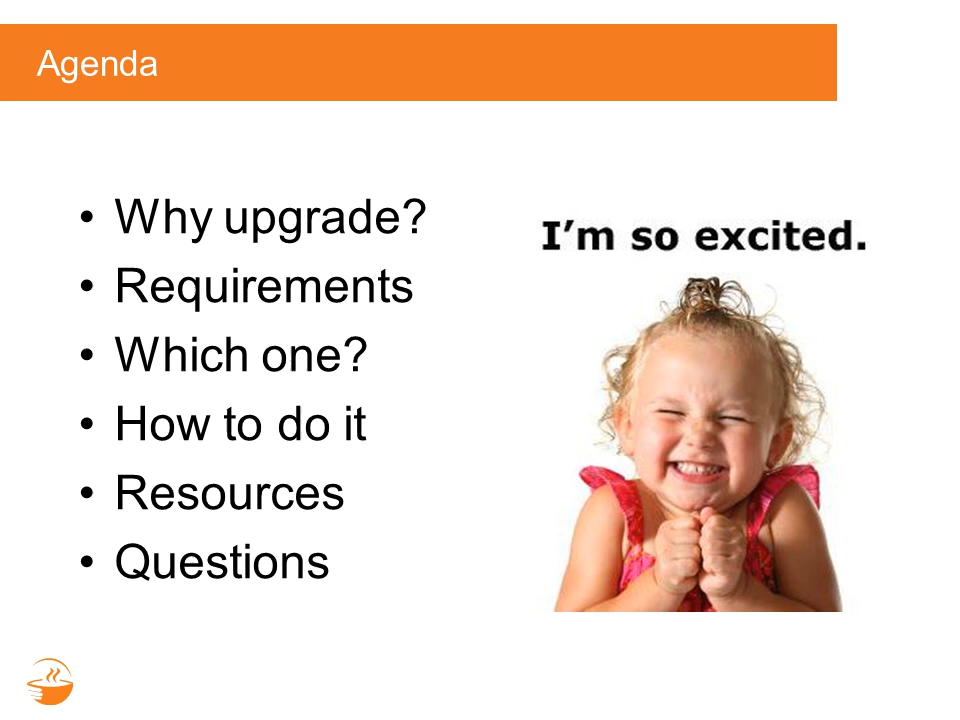 Agenda
• Why upgrade?
• Requirements
• Which one?
• How to do it
• Resources
• Questions
I’m so excited.